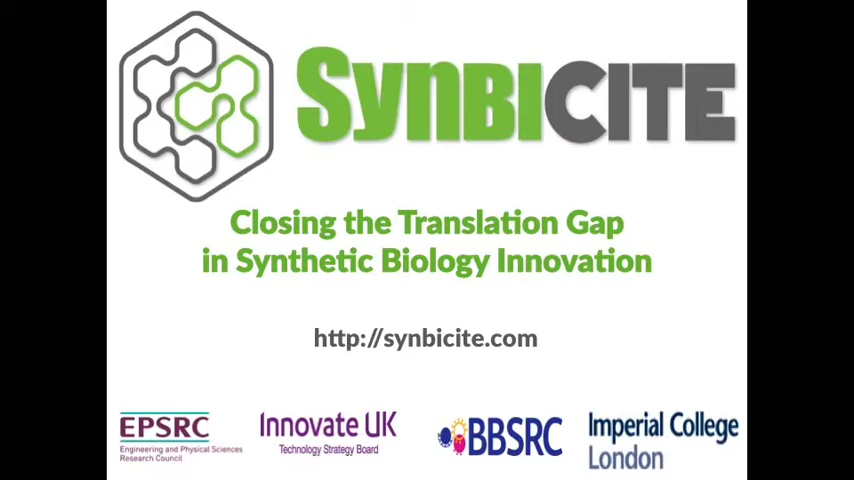 SYNBICITE
Closing the Translation Gap
in Synthetic Biology Innovation
http://synbicite.com
EPSRC
Engineering and Physical Sciences
Research Council
Innovate UK
Technology Strategy Board
BBSRC
Imperial College
London